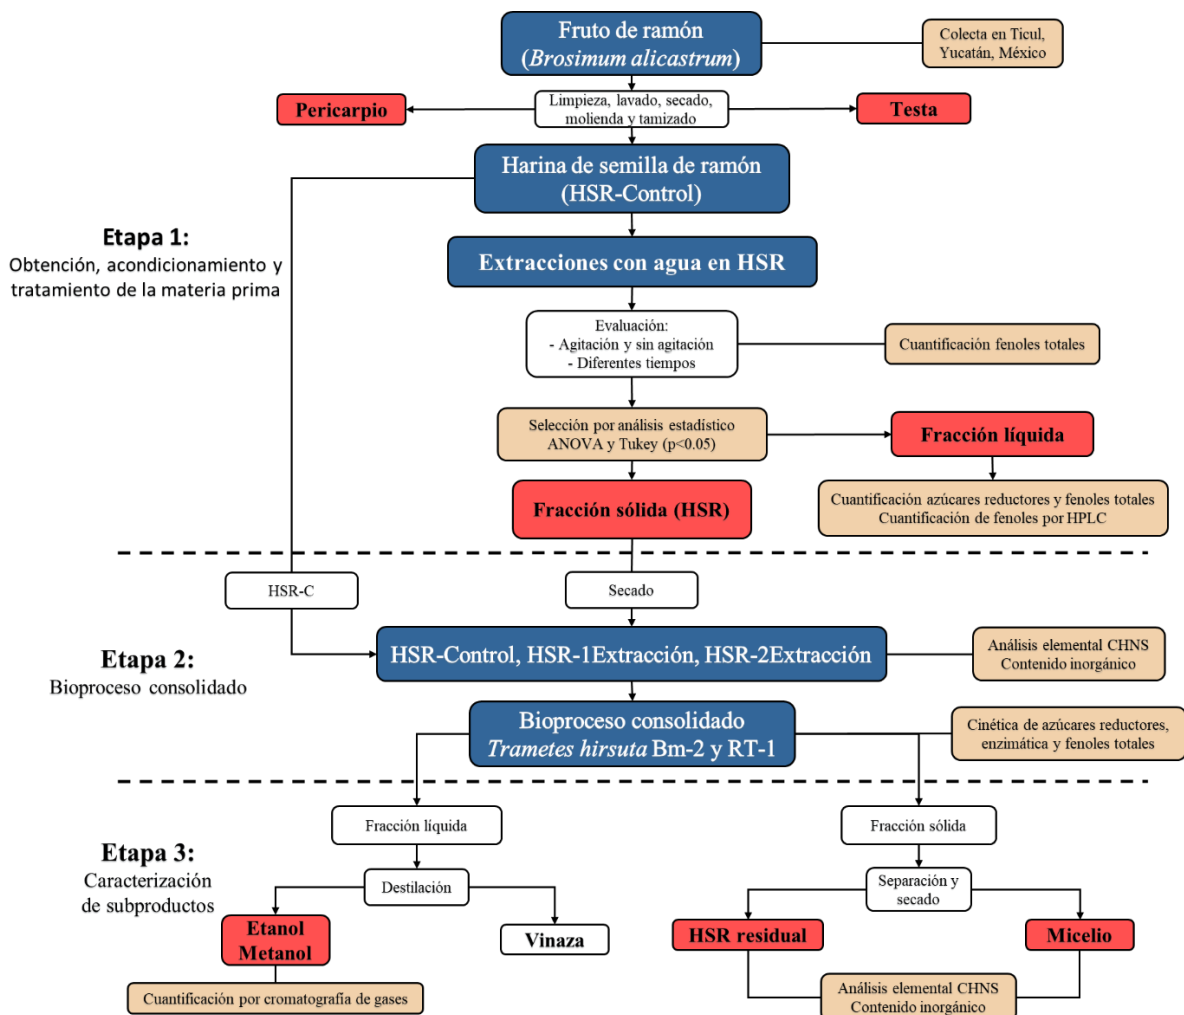 Fruto de ramón
(Brosimum alicastrum)
Colecta en Ticul,
Yucatán, México
Pericarpio
Limpieza, lavado, secado,
molienda y tamizado
Testa
Harina de semilla de ramón
(HSR-Control)
Etapa 1:
Obtención, acondicionamiento y
tratamiento de la materia prima
Extracciones con agua en HSR
Evaluación:
- Agitación y sin agitación
- Diferentes tiempos
Cuantificación fenoles totales
Selección por análisis estadístico
ANOVA y Tukey (p<0.05)
Fracción líquida
Fracción sólida (HSR)
Cuantificación azúcares reductores y fenoles totales
Cuantificación de fenoles por HPLC
HSR-C
Secado
Etapa 2:
Bioproceso consolidado
HSR-Control, HSR-1Extracción, HSR-2Extracción
Análisis elemental CHNS
Contenido inorgánico
Bioproceso consolidado
Trametes hirsuta Bm-2 y RT-1
Cinética de azúcares reductores,
enzimática y fenoles totales
Fracción líquida
Fracción sólida
Etapa 3:
Caracterización
de subproductos
Destilación
Separación y
secado
Etanol
Metanol
Vinaza
HSR residual
Micelio
Cuantificación por cromatografía de gases
Análisis elemental CHNS
Contenido inorgánico